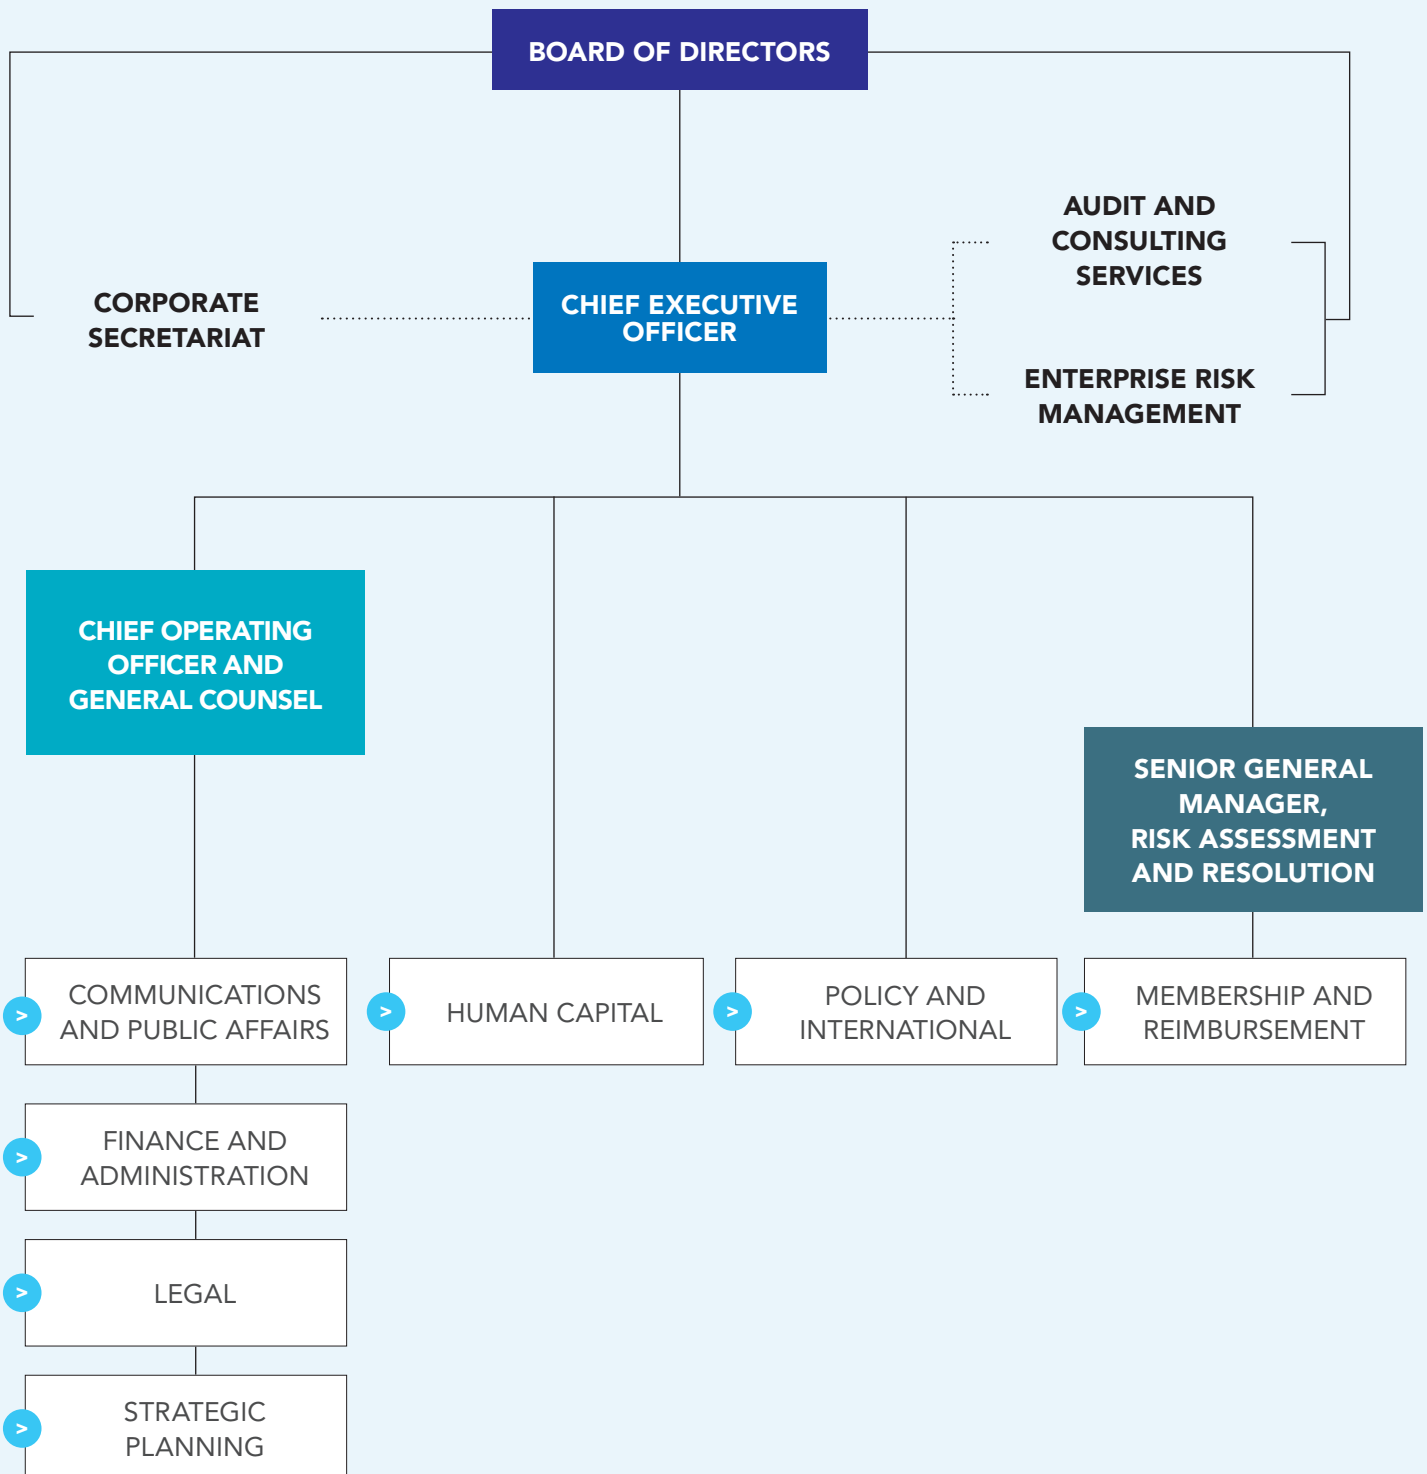 BOARD OF DIRECTORS
AUDIT AND
CONSULTING
SERVICES
CORPORATE
SECRETARIAT
CHIEF EXECUTIVE
OFFICER
ENTERPRISE RISK
MANAGEMENT
CHIEF OPERATING
OFFICER AND
GENERAL COUNSEL
SENIOR GENERAL
MANAGER,
RISK ASSESSMENT
AND RESOLUTION
>
COMMUNICATIONS
AND PUBLIC AFFAIRS
>
HUMAN CAPITAL
>
POLICY AND
INTERNATIONAL
>
MEMBERSHIP AND
REIMBURSEMENT
>
FINANCE AND
ADMINISTRATION
>
LEGAL
>
STRATEGIC
PLANNING